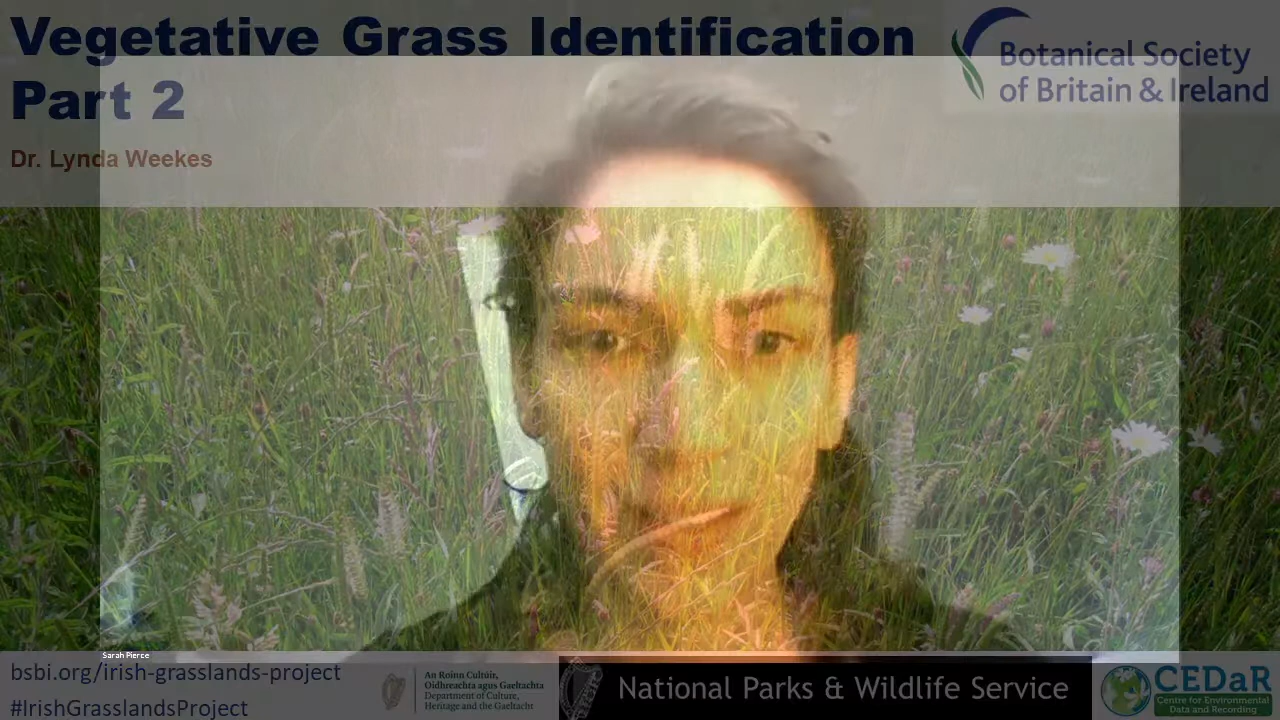 Vegetative Grass Identification
Part 2
Botanical Society
of Britain & Ireland
Dr. Lynda Weekes
Sarah Pierce
bsbi.org/irish-grasslands-project
#IrishGrasslandsProject
An Roinn Cultúir,
Oidhreachta agus Gaeltachta
Department of Culture,
Heritage and the Gaeltacht
National Parks & Wildlife Service
CEDaR
Centre for Environmental
Data and Recording